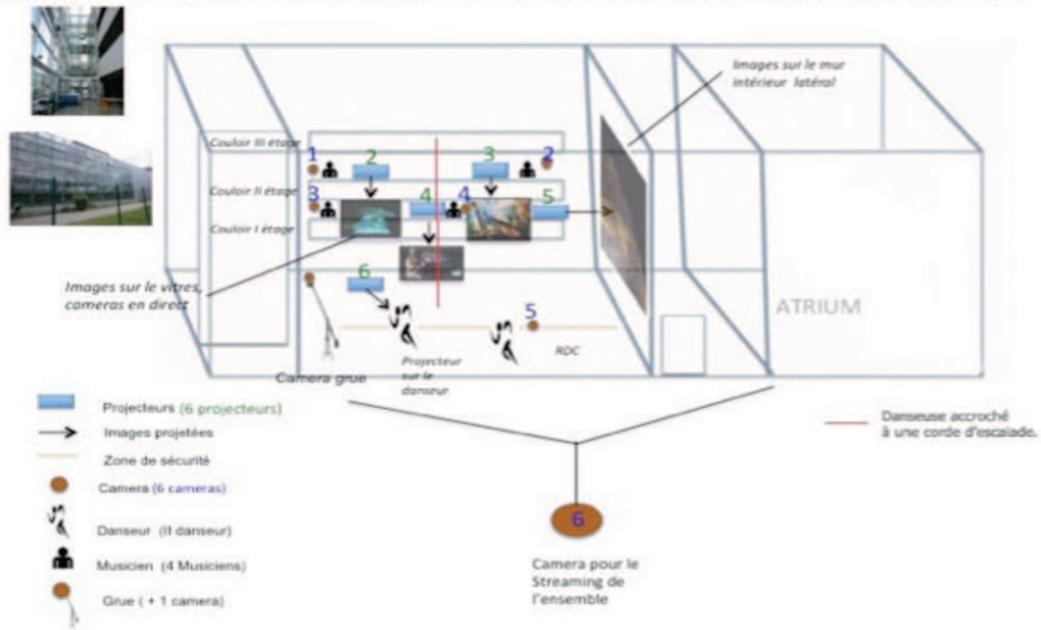 Images sur le mur
intérieur latéral
Couloir III étage
1
2
3
2
Couloir II étage
3
4
4
5
Couloir I étage
6
Images sur le vitres,
cameras en direct
5
ATRIUM
RDC
Projecteur
sur le
danseur
Camera grue
Projecteurs (6 projecteurs)
Images projetées
Zone de sécurité
Camera (6 cameras)
Danseur (II danseur)
Musicien (4 Musiciens)
Grue ( + 1 camera)
Danseuse accroché
à une corde d'escalade.
6
Camera pour le
Streaming de
l'ensemble